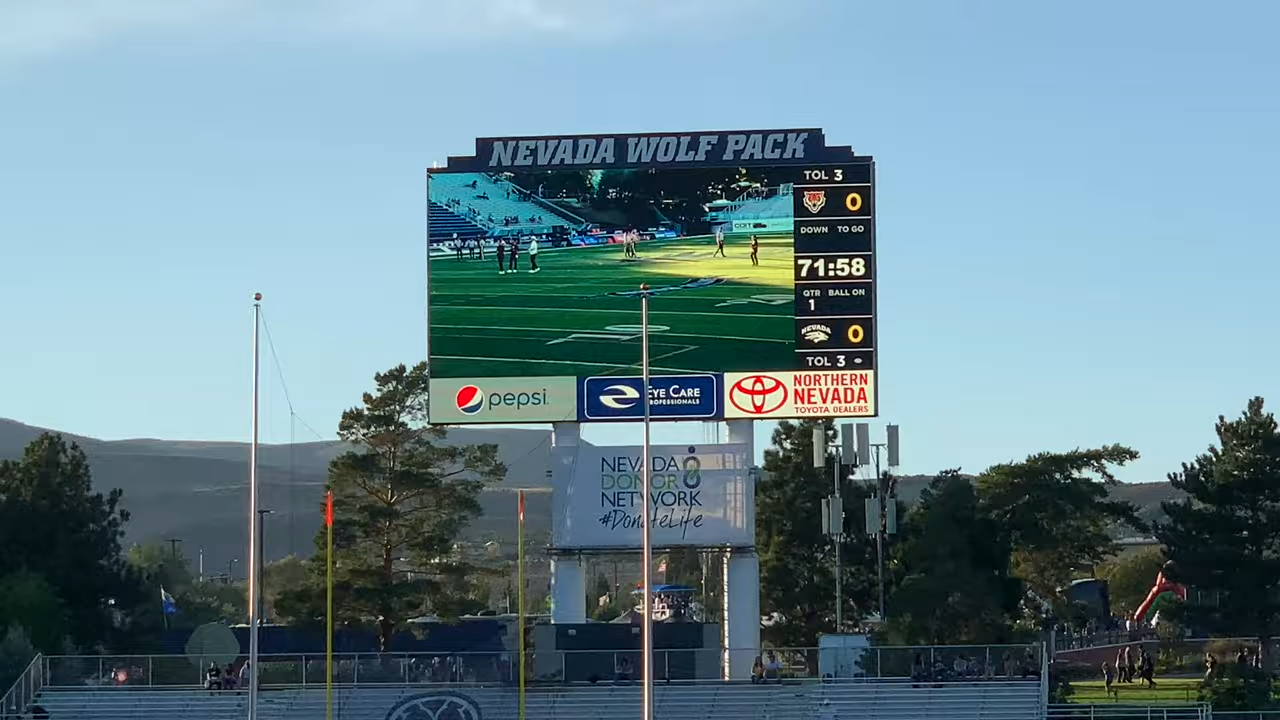 NEVADA WOLF PACK
TOL 3
0
DOWN TO GO
71:58
QTR BALL ON
1
NEVADA
0
TOL 3
pepsi
EYE CARE
PROFESSIONALS
NORTHERN
NEVADA
TOYOTA DEALERS
NEVADA
DONOR
NETWORK
#DonateLife